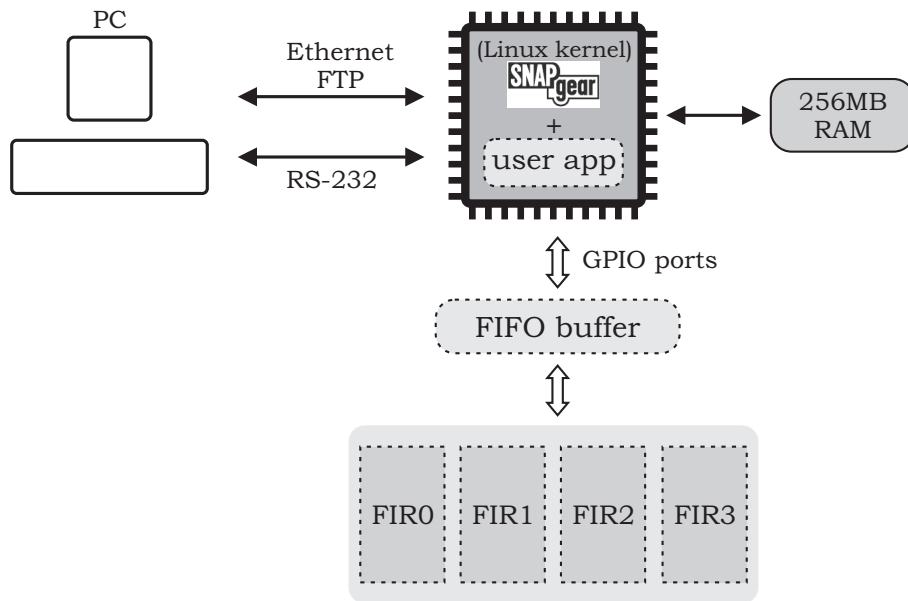 PC
Ethernet
FTP
RS-232
(Linux kernel)
SNAP
gear
+
user app
256MB
RAM
GPIO ports
FIFO buffer
FIR0
FIR1
FIR2
FIR3